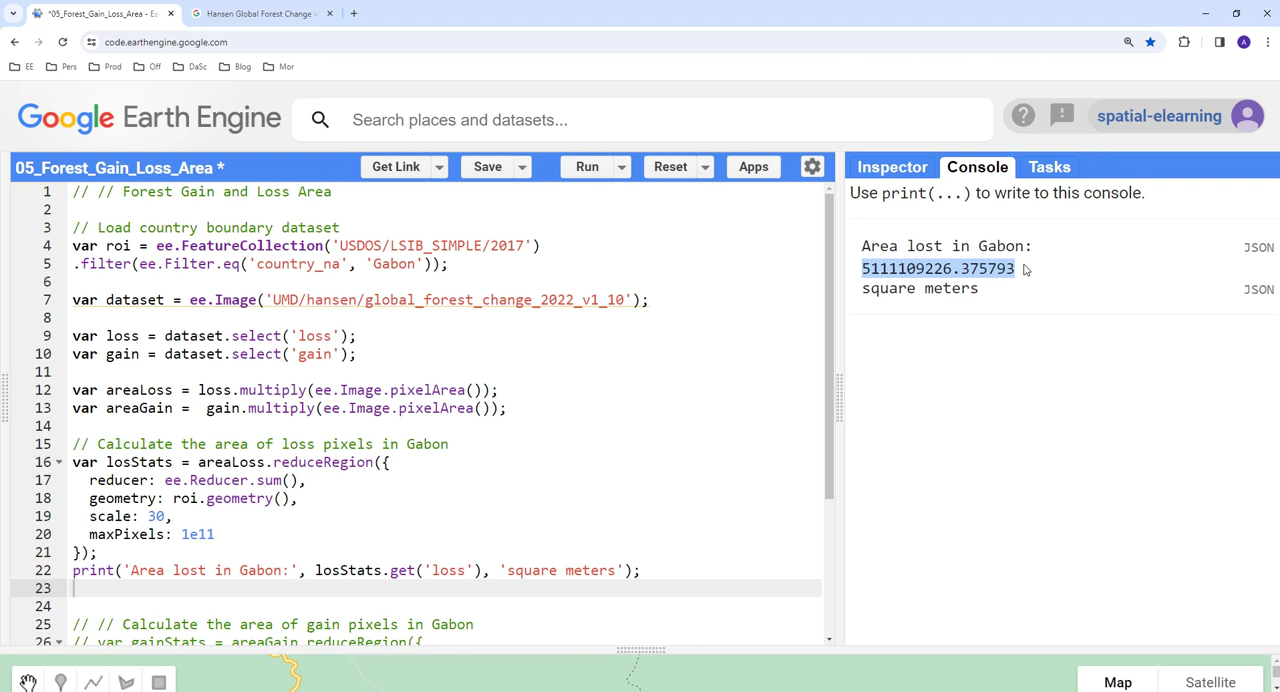 *05_Forest_Gain_Loss_Area - Ea
Hansen Global Forest Change v
code.earthengine.google.com
EE
Pers
Prod
Off
DaSc
Blog
Mor
A
Google Earth Engine
Search places and datasets...
spatial-elearning
05_Forest_Gain_Loss_Area *
Get Link
Save
Run
Reset
Apps
Inspector
Console
Tasks
1 // // Forest Gain and Loss Area
2
3 // Load country boundary dataset
4 var roi = ee.FeatureCollection('USDOS/LSIB_SIMPLE/2017')
5 .filter(ee.Filter.eq('country_na', 'Gabon'));
6
7 var dataset = ee.Image('UMD/hansen/global_forest_change_2022_v1_10');
8
9 var loss = dataset.select('loss');
10 var gain = dataset.select('gain');
11
12 var areaLoss = loss.multiply(ee.Image.pixelArea());
13 var areaGain =  gain.multiply(ee.Image.pixelArea());
14
15 // Calculate the area of loss pixels in Gabon
16 var losStats = areaLoss.reduceRegion({
17   reducer: ee.Reducer.sum(),
18   geometry: roi.geometry(),
19   scale: 30,
20   maxPixels: 1e11
21 });
22 print('Area lost in Gabon:', losStats.get('loss'), 'square meters');
23
24
25 // // Calculate the area of gain pixels in Gabon
26 // var gainStats = areaGain.reduceRegion({
Use print(...) to write to this console.
Area lost in Gabon:
JSON
5111109226.375793
square meters
JSON
Map
Satellite